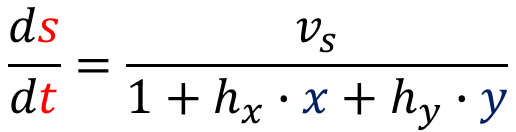 ds/dt = v_s / (1 + h_x · x + h_y · y)